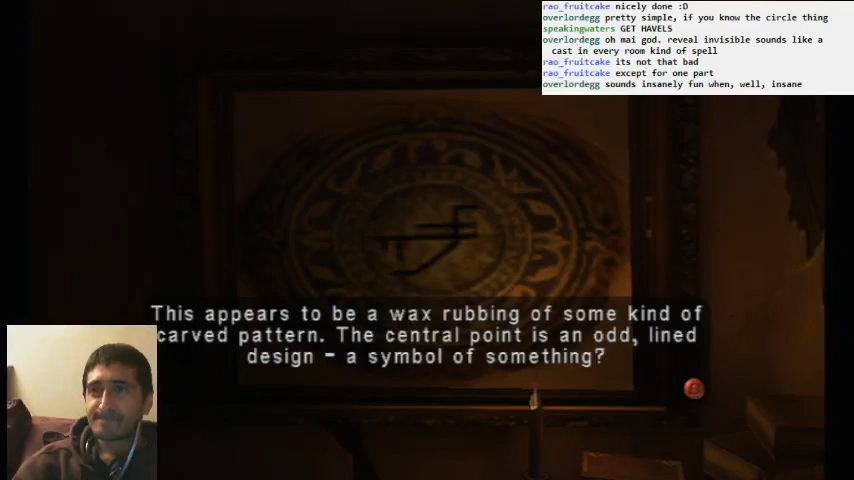 rao_fruitcake nicely done :D
overlordegg pretty simple, if you know the circle thing
speakingwaters GET HAVELS
overlordegg oh mai god. reveal invisible sounds like a
cast in every room kind of spell
rao_fruitcake its not that bad
rao_fruitcake except for one part
overlordegg sounds insanely fun when, well, insane
This appears to be a wax rubbing of some kind of
carved pattern. The central point is an odd, lined
design - a symbol of something?
B